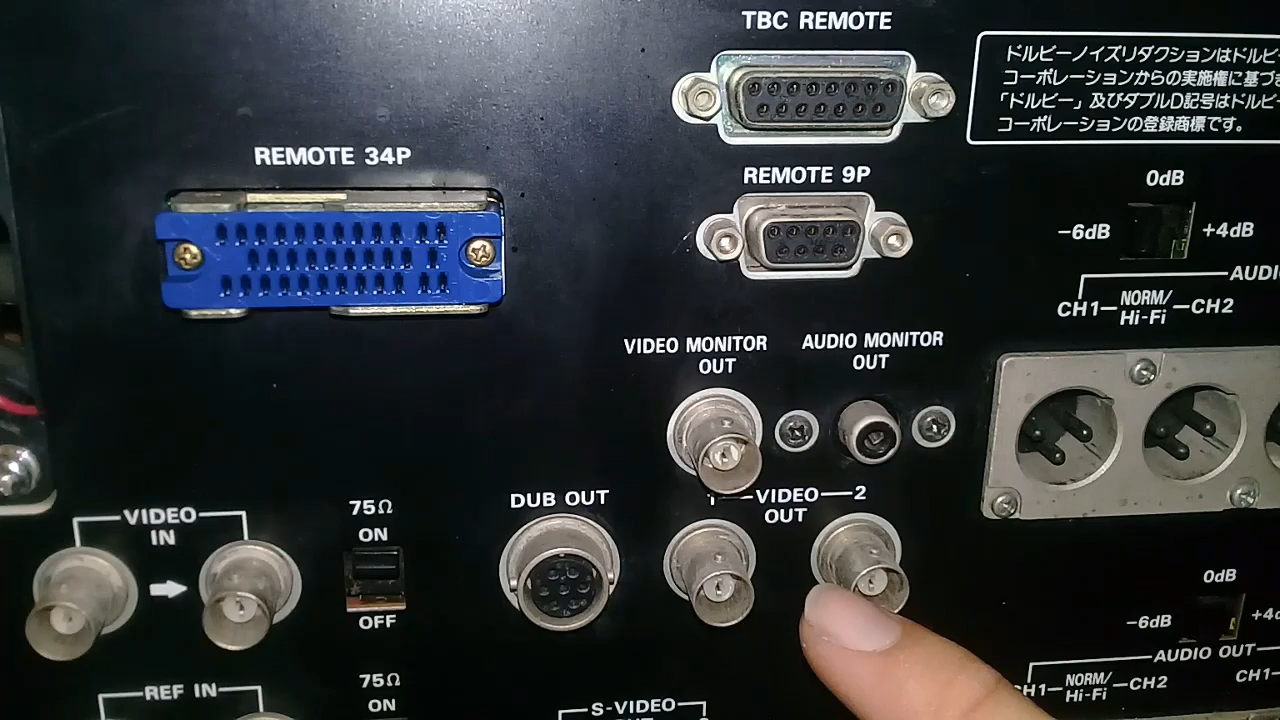 TBC REMOTE
ドルビーノイズリダクションはドルビー
コーポレーションからの実施権に基づき
「ドルビー」及びダブルD記号はドルビー
コーポレーションの登録商標です。
REMOTE 34P
REMOTE 9P
0dB
-6dB
+4dB
AUDIO
CH1 NORM/Hi-Fi CH2
VIDEO MONITOR
OUT
AUDIO MONITOR
OUT
VIDEO
IN
75Ω
ON
OFF
DUB OUT
1 VIDEO 2
OUT
0dB
-6dB
+4d
AUDIO OUT
CH1 NORM/Hi-Fi CH2
CH1
REF IN
75Ω
ON
S-VIDEO